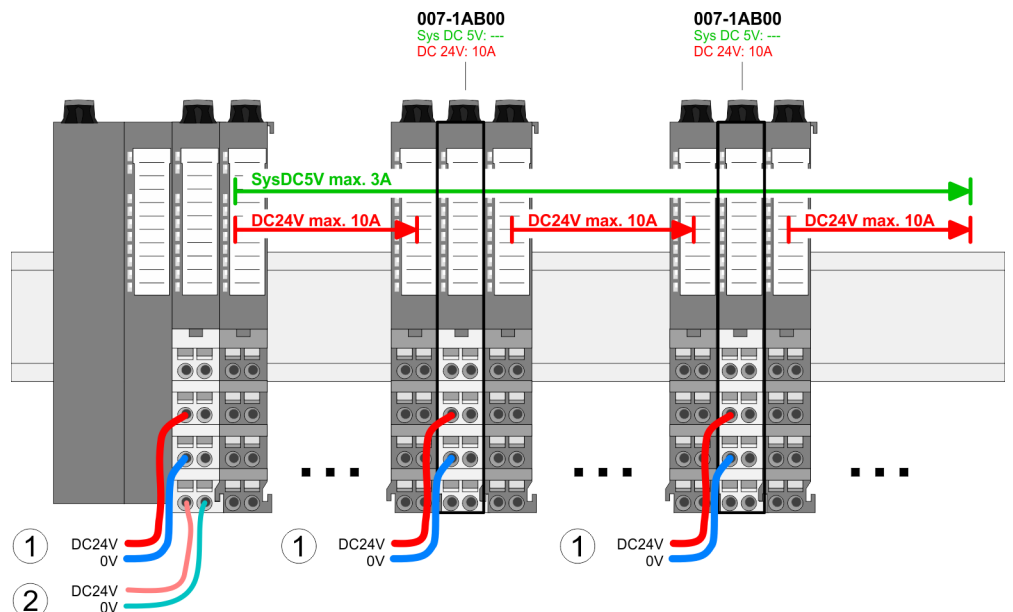 007-1AB00
Sys DC 5V: ---
DC 24V: 10A
007-1AB00
Sys DC 5V: ---
DC 24V: 10A
SysDC5V max. 3A
DC24V max. 10A
DC24V max. 10A
DC24V max. 10A
1
DC24V
0V
1
DC24V
0V
1
DC24V
0V
2
DC24V
0V